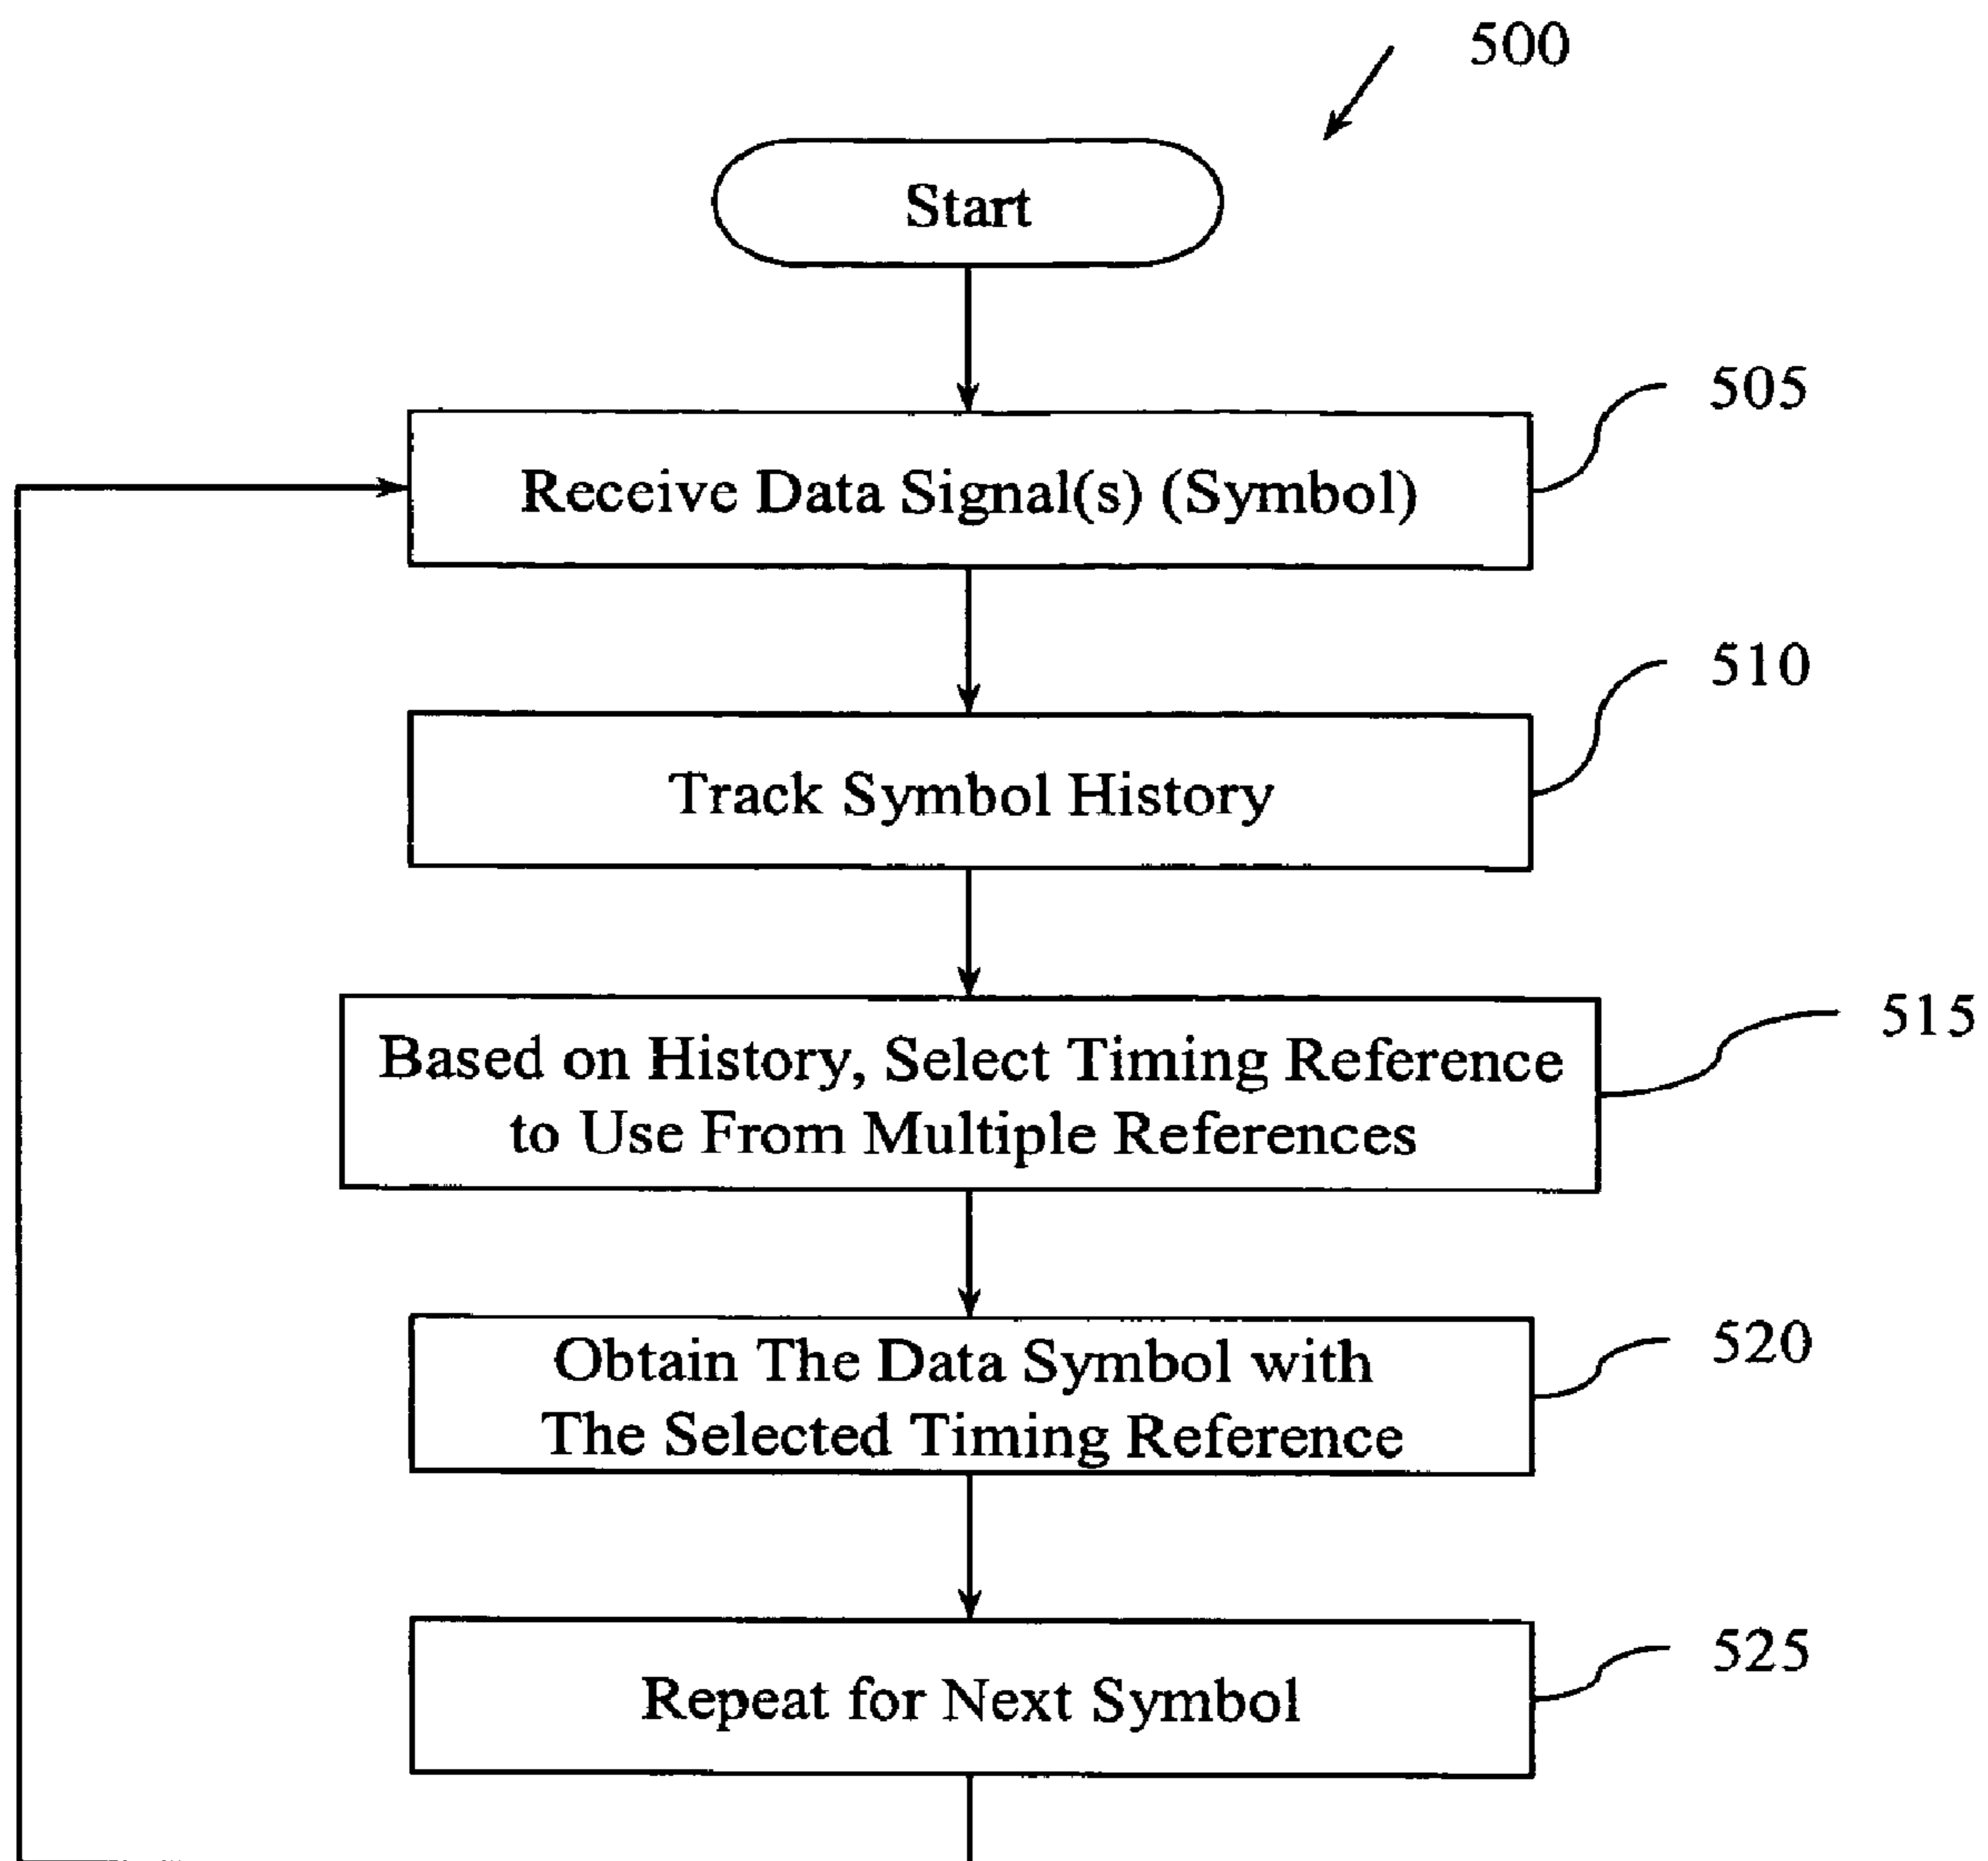 500
Start
505
Receive Data Signal(s) (Symbol)
510
Track Symbol History
515
Based on History, Select Timing Reference
to Use From Multiple References
520
Obtain The Data Symbol with
The Selected Timing Reference
525
Repeat for Next Symbol